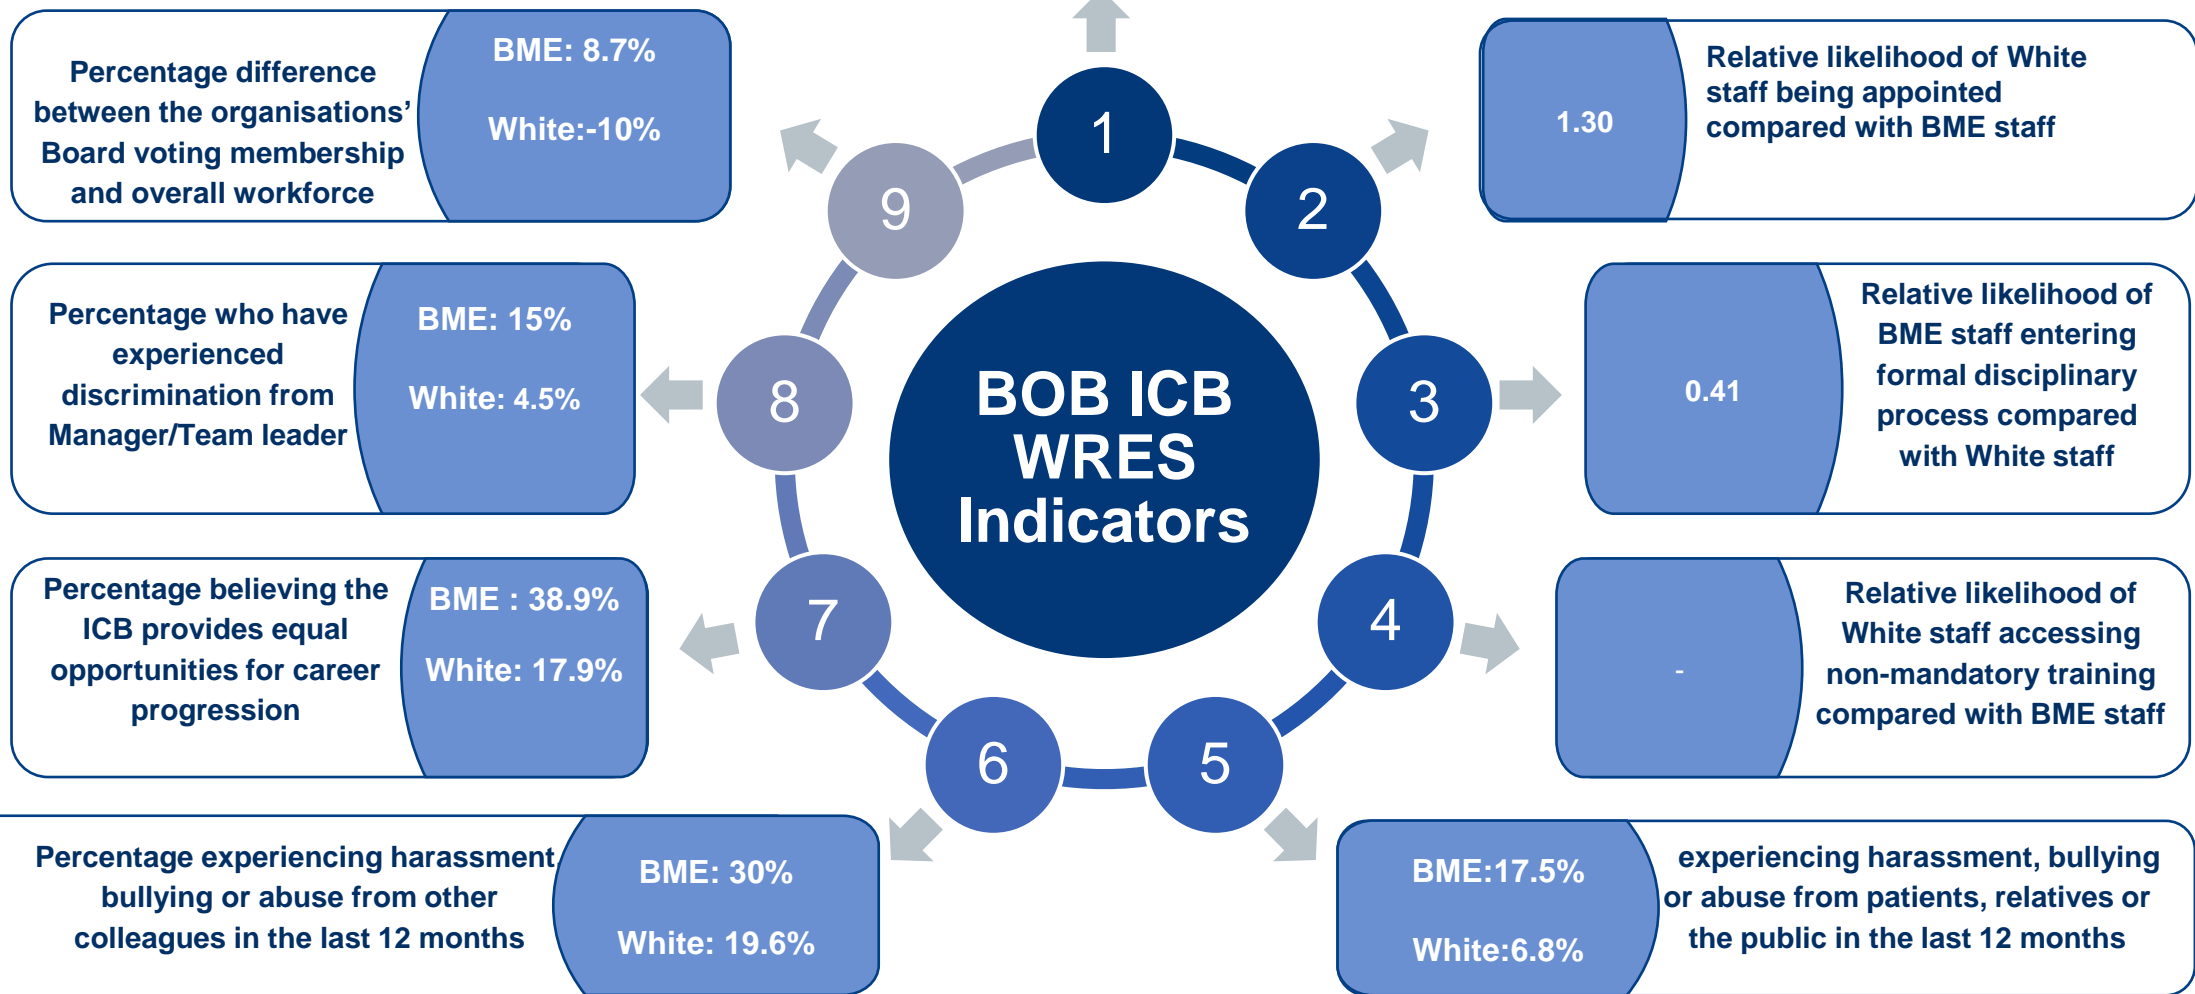 BOB ICB
WRES
Indicators
1
2
1.30
Relative likelihood of White
staff being appointed
compared with BME staff
3
0.41
Relative likelihood of
BME staff entering
formal disciplinary
process compared
with White staff
4
-
Relative likelihood of
White staff accessing
non-mandatory training
compared with BME staff
5
BME:17.5%
White:6.8%
experiencing harassment, bullying
or abuse from patients, relatives or
the public in the last 12 months
6
Percentage experiencing harassment,
bullying or abuse from other
colleagues in the last 12 months
BME: 30%
White: 19.6%
7
Percentage believing the
ICB provides equal
opportunities for career
progression
BME : 38.9%
White: 17.9%
8
Percentage who have
experienced
discrimination from
Manager/Team leader
BME: 15%
White: 4.5%
9
Percentage difference
between the organisations’
Board voting membership
and overall workforce
BME: 8.7%
White:-10%